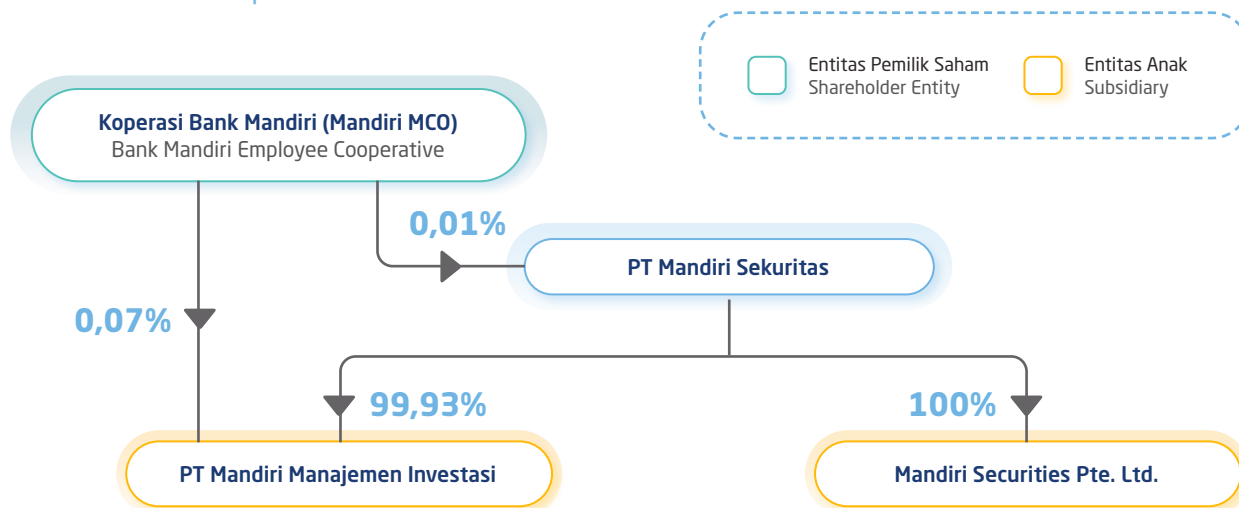 Entitas Pemilik Saham
Shareholder Entity
Entitas Anak
Subsidiary
Koperasi Bank Mandiri (Mandiri MCO)
Bank Mandiri Employee Cooperative
0,01%
PT Mandiri Sekuritas
0,07%
99,93%
100%
PT Mandiri Manajemen Investasi
Mandiri Securities Pte. Ltd.